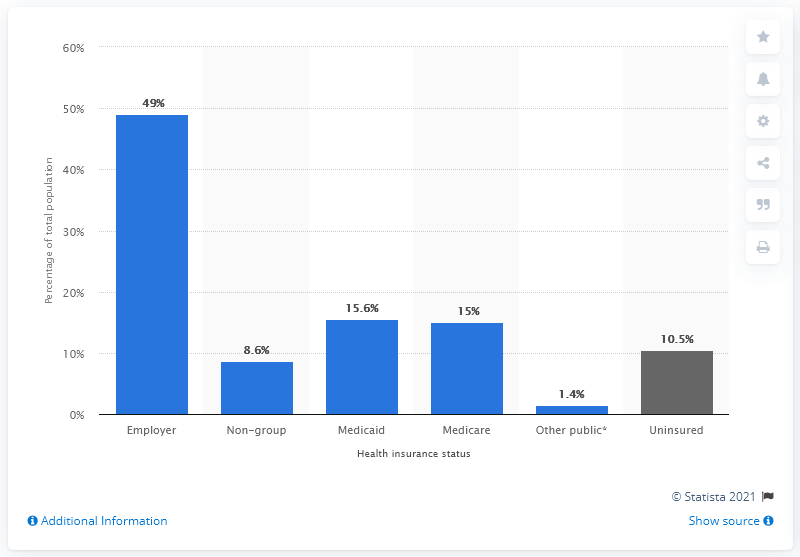 60%
50%
40%
30%
20%
10%
0%
Percentage of total population
49%
8.6%
15.6%
15%
1.4%
10.5%
Employer
Non-group
Medicaid
Medicare
Other public*
Uninsured
Health insurance status
© Statista 2021
Additional Information
Show source